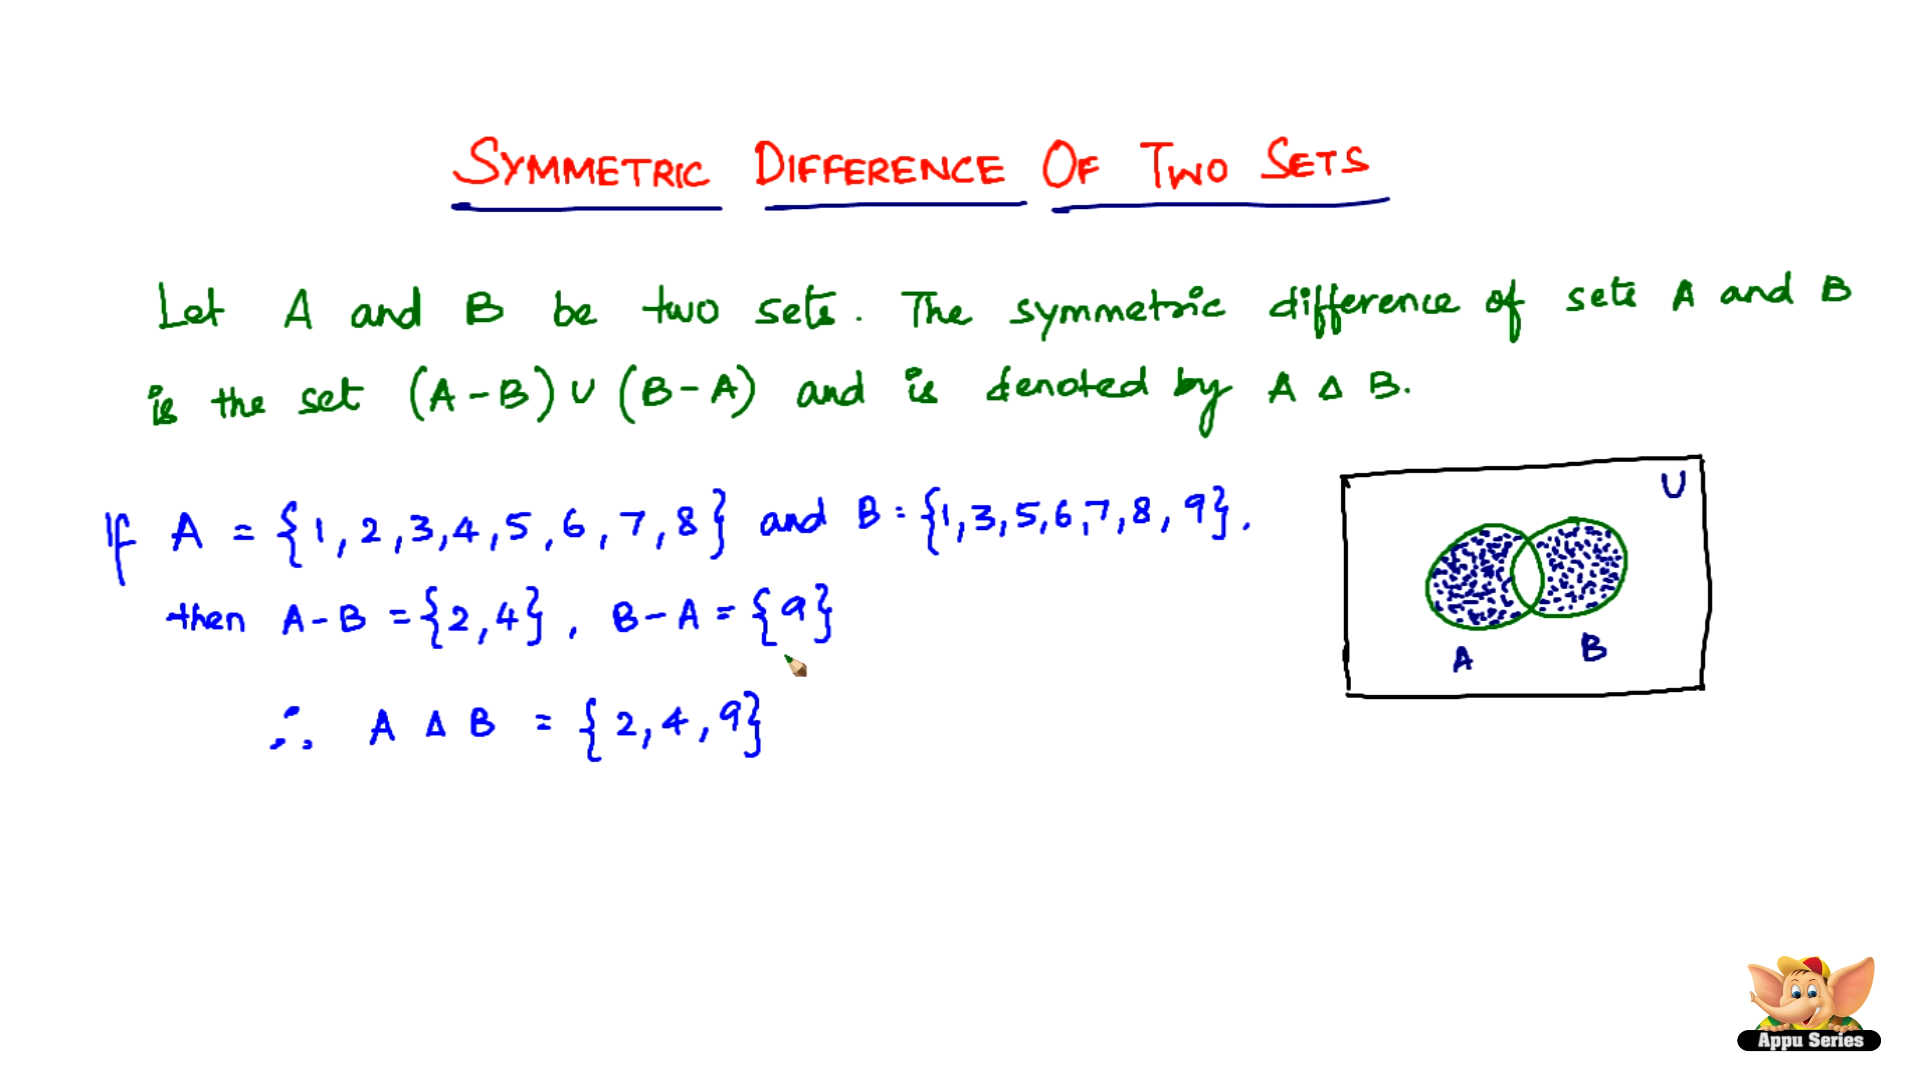 SYMMETRIC DIFFERENCE OF TWO SETS
Let A and B be two sets. The symmetric difference of sets A and B
is the set (A-B) ∪ (B-A) and is denoted by A Δ B.
If A = {1, 2, 3, 4, 5, 6, 7, 8} and B = {1, 3, 5, 6, 7, 8, 9}.
then A-B = {2, 4}, B-A = {9}
∴ A Δ B = {2, 4, 9}
U
A B
Appu Series